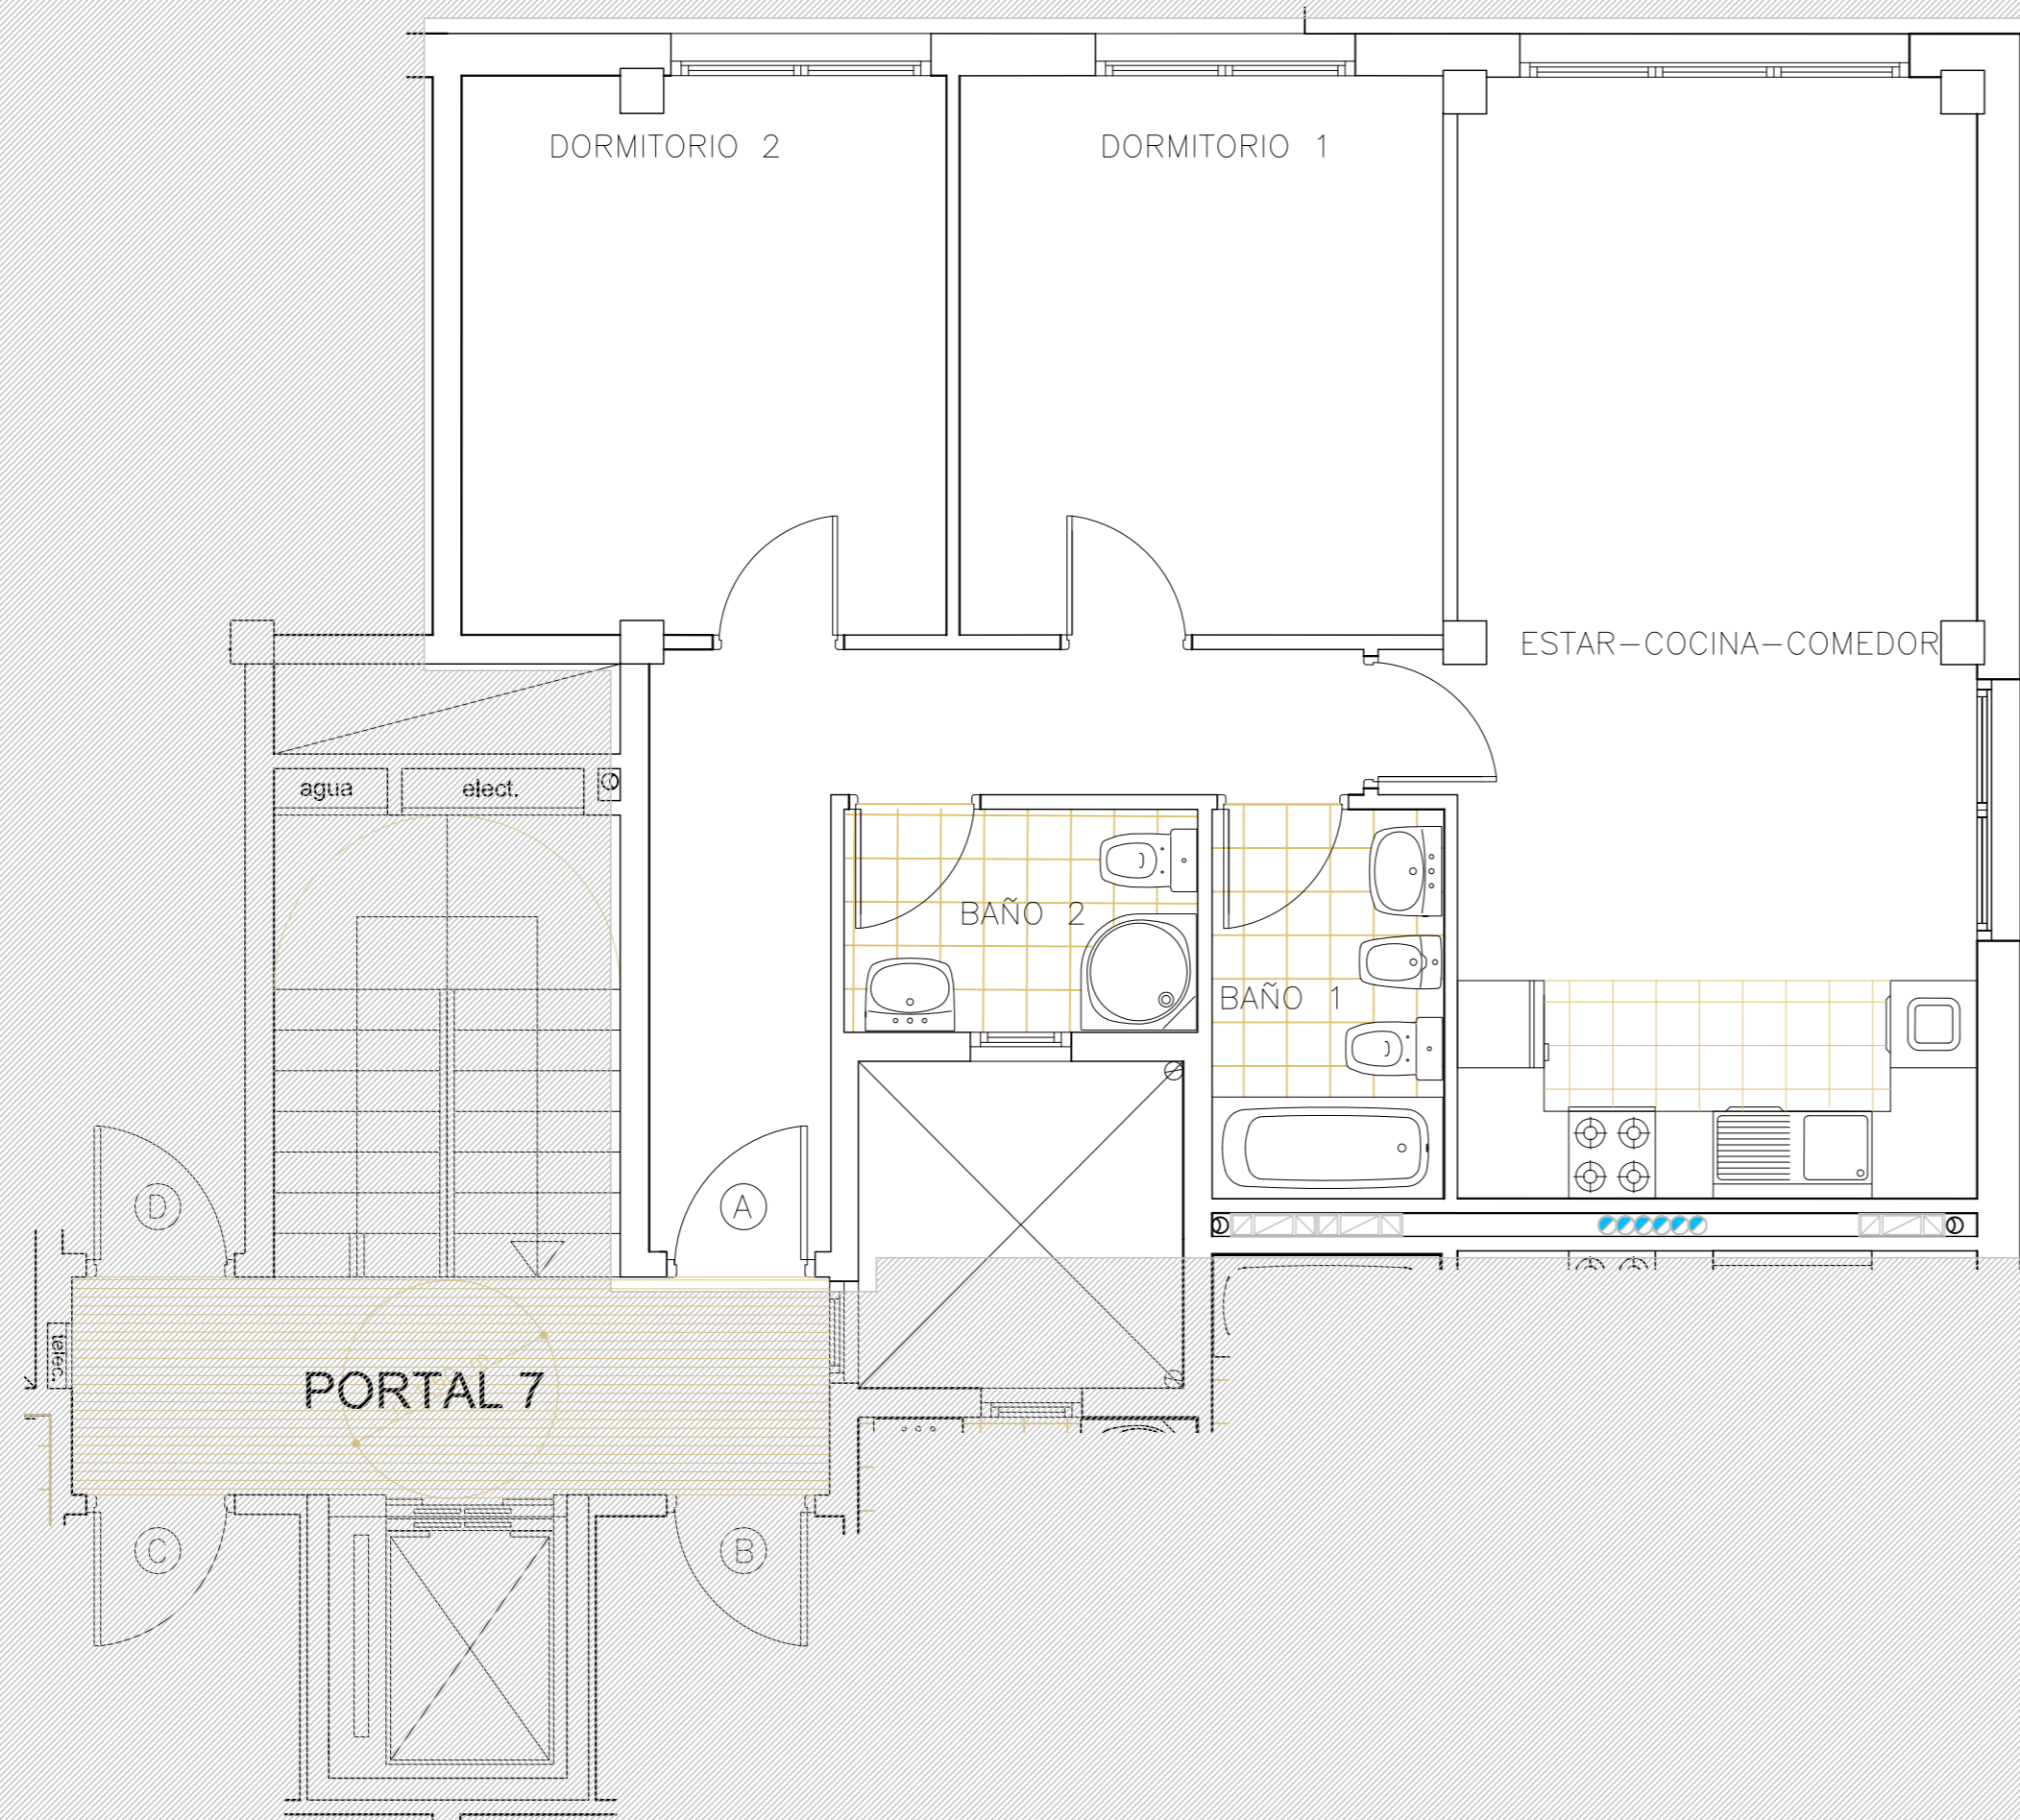 DORMITORIO 2
DORMITORIO 1
ESTAR-COCINA-COMEDOR
agua
elect.
BAÑO 2
BAÑO 1
D
A
telec.
PORTAL 7
C
B